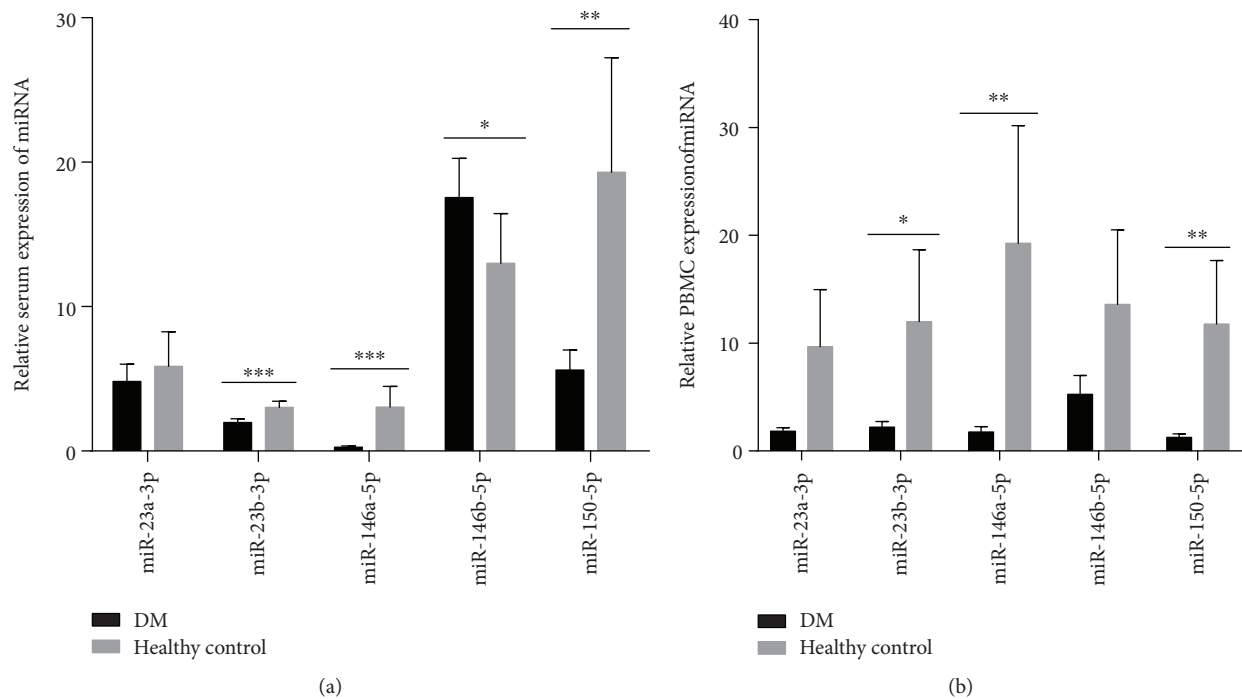 Relative serum expression of miRNA
30
20
10
0
***
***
*
**
miR-23a-3p
miR-23b-3p
miR-146a-5p
miR-146b-5p
miR-150-5p
DM
Healthy control
(a)
Relative PBMC expressionofmiRNA
40
30
20
10
0
*
**
**
miR-23a-3p
miR-23b-3p
miR-146a-5p
miR-146b-5p
miR-150-5p
DM
Healthy control
(b)